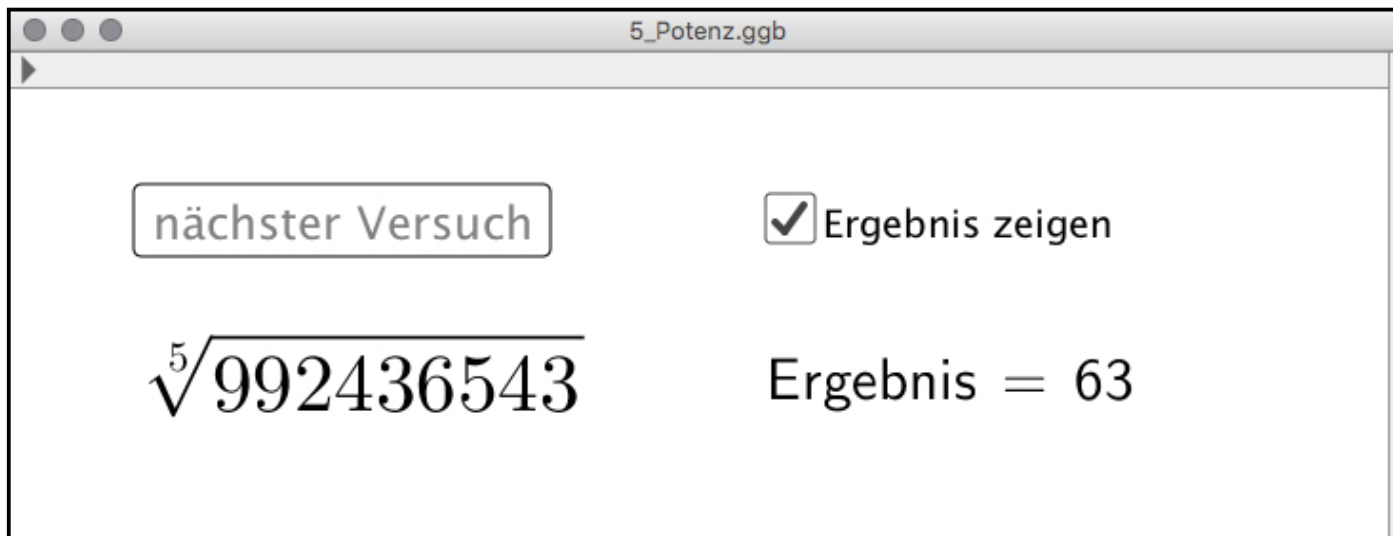 5_Potenz.ggb
nächster Versuch
Ergebnis zeigen
⁵√992436543
Ergebnis = 63